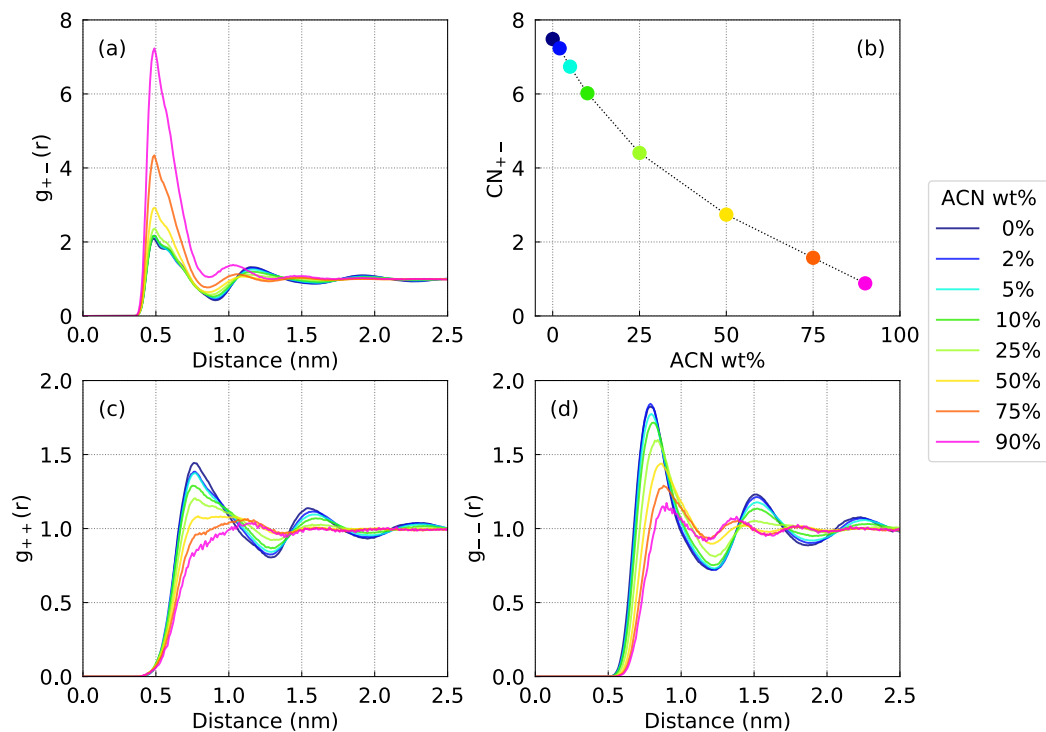 (a)
g+−(r)
8
6
4
2
0
0.0 0.5 1.0 1.5 2.0 2.5
Distance (nm)
(b)
CN+−
8
6
4
2
0
0 25 50 75 100
ACN wt%
ACN wt%
0%
2%
5%
10%
25%
50%
75%
90%
(c)
g++(r)
2.0
1.5
1.0
0.5
0.0
0.0 0.5 1.0 1.5 2.0 2.5
Distance (nm)
(d)
g−−(r)
2.0
1.5
1.0
0.5
0.0
0.0 0.5 1.0 1.5 2.0 2.5
Distance (nm)